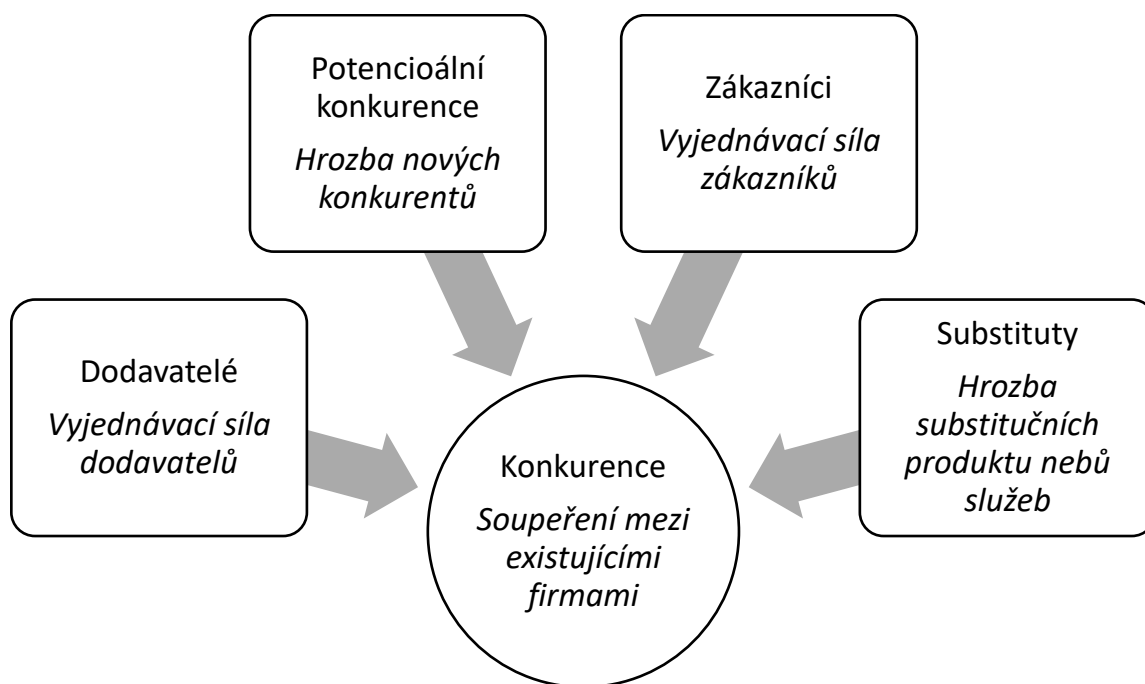 Potencioální
konkurence
Hrozba nových
konkurentů
Zákazníci
Vyjednávací síla
zákazníků
Dodavatelé
Vyjednávací síla
dodavatelů
Substituty
Hrozba
substitučních
produktu nebů
služeb
Konkurence
Soupeření mezi
existujícími
firmami